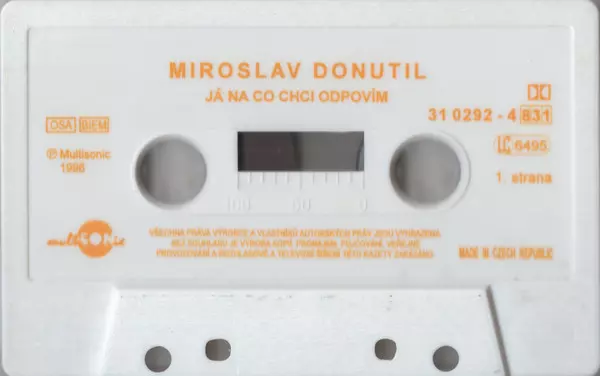 MIROSLAV DONUTIL
JÁ NA CO CHCI ODPOVÍM
OSA BIEM
31 0292 - 4 831
LC 6495
℗ Multisonic
1996
1. strana
100 50 0
multiSONic
VŠECHNA PRÁVA VÝROBCE A VLASTNÍKŮ AUTORSKÝCH PRÁV JSOU VYHRAZENA
BEZ SOUHLASU JE VÝROBA KOPIÍ, PRONÁJEM, PŮJČOVÁNÍ, VEŘEJNÉ
PROVOZOVÁNÍ A ROZHLASOVÉ A TELEVIZNÍ ŠÍŘENÍ TÉTO KAZETY ZAKÁZÁNO
MADE IN CZECH REPUBLIC